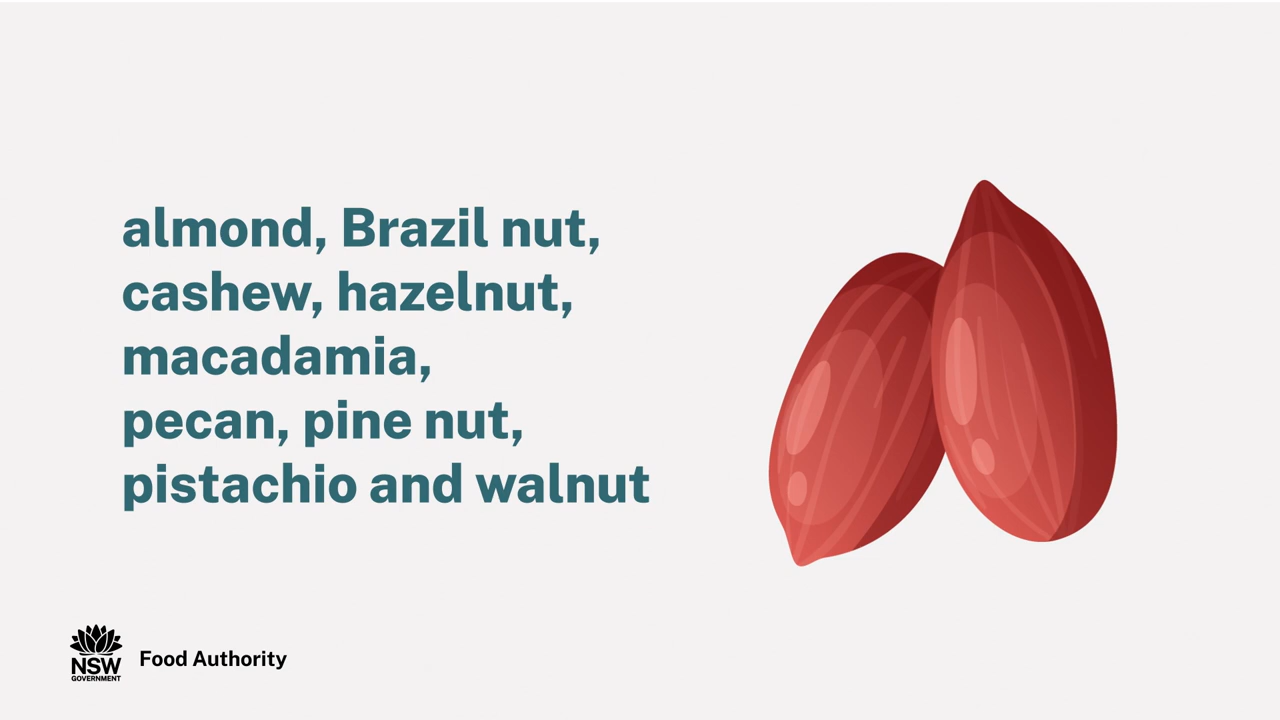 almond, Brazil nut,
cashew, hazelnut,
macadamia,
pecan, pine nut,
pistachio and walnut
NSW
GOVERNMENT
Food Authority